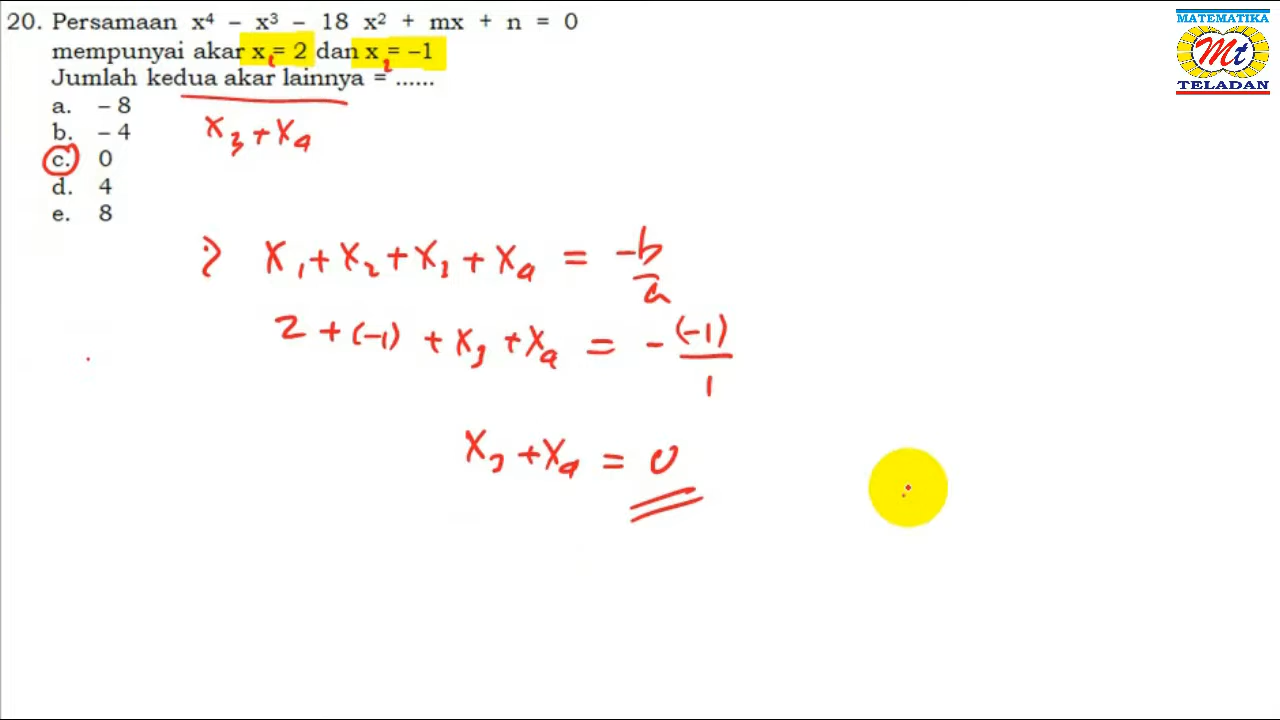 20. Persamaan x⁴ – x³ – 18 x² + mx + n = 0
mempunyai akar x₁ = 2 dan x₂ = –1
Jumlah kedua akar lainnya = ......
a. – 8
b. – 4
c. 0
d. 4
e. 8
x₃ + x₄
x₁ + x₂ + x₃ + x₄ = -b/a
2 + (-1) + x₃ + x₄ = - (-1)/1
x₃ + x₄ = 0
MATEMATIKA
Mt
TELADAN